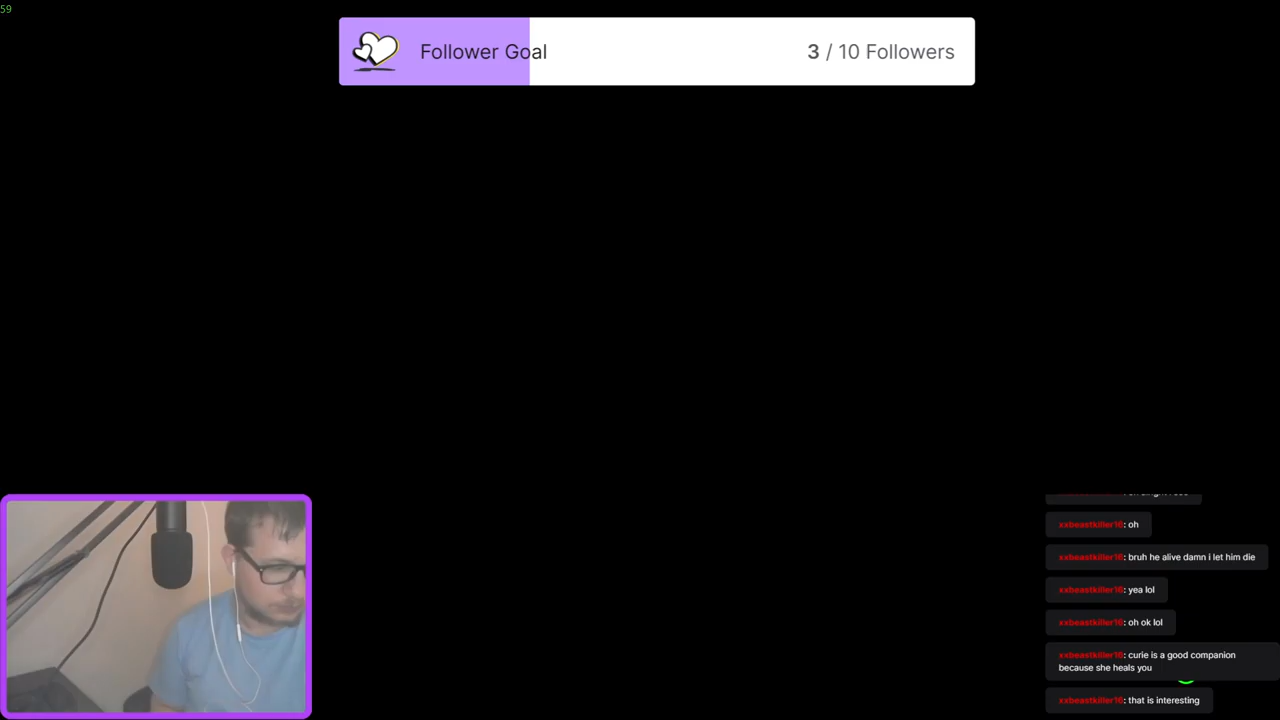 59
Follower Goal
3 / 10 Followers
xxbeastkiller16: oh
xxbeastkiller16: bruh he alive damn i let him die
xxbeastkiller16: yea lol
xxbeastkiller16: oh ok lol
xxbeastkiller16: curie is a good companion
because she heals you
xxbeastkiller16: that is interesting